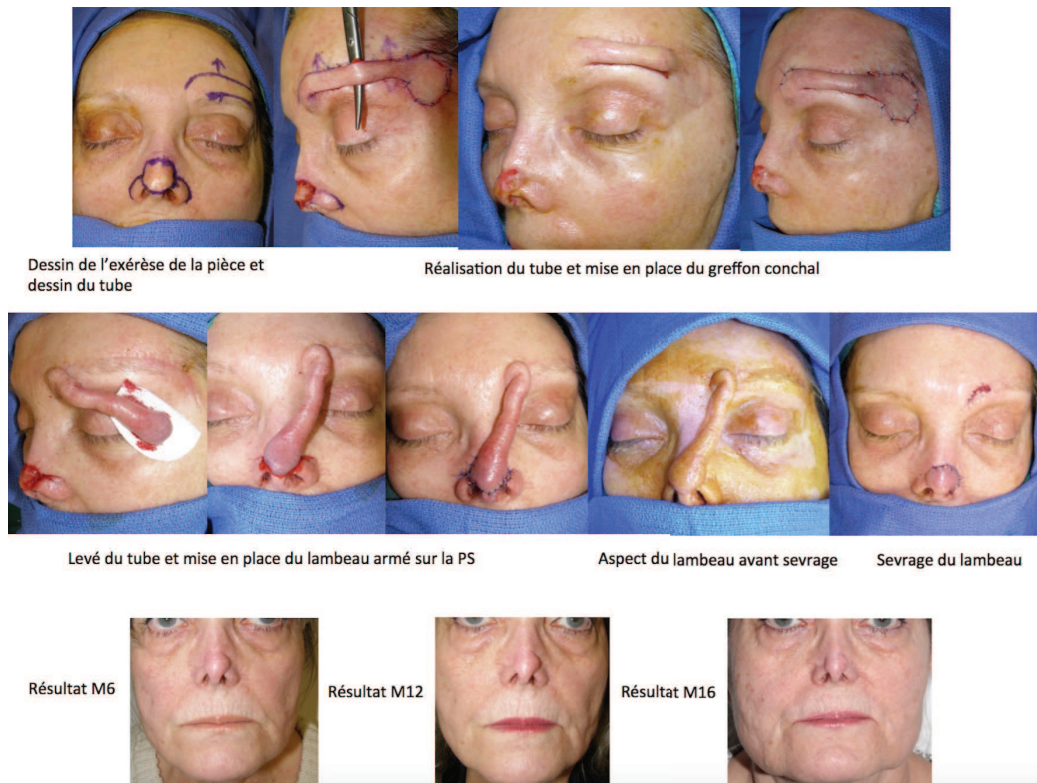 Dessin de l'exérèse de la pièce et
dessin du tube
Réalisation du tube et mise en place du greffon conchal
Levé du tube et mise en place du lambeau armé sur la PS
Aspect du lambeau avant sevrage
Sevrage du lambeau
Résultat M6
Résultat M12
Résultat M16